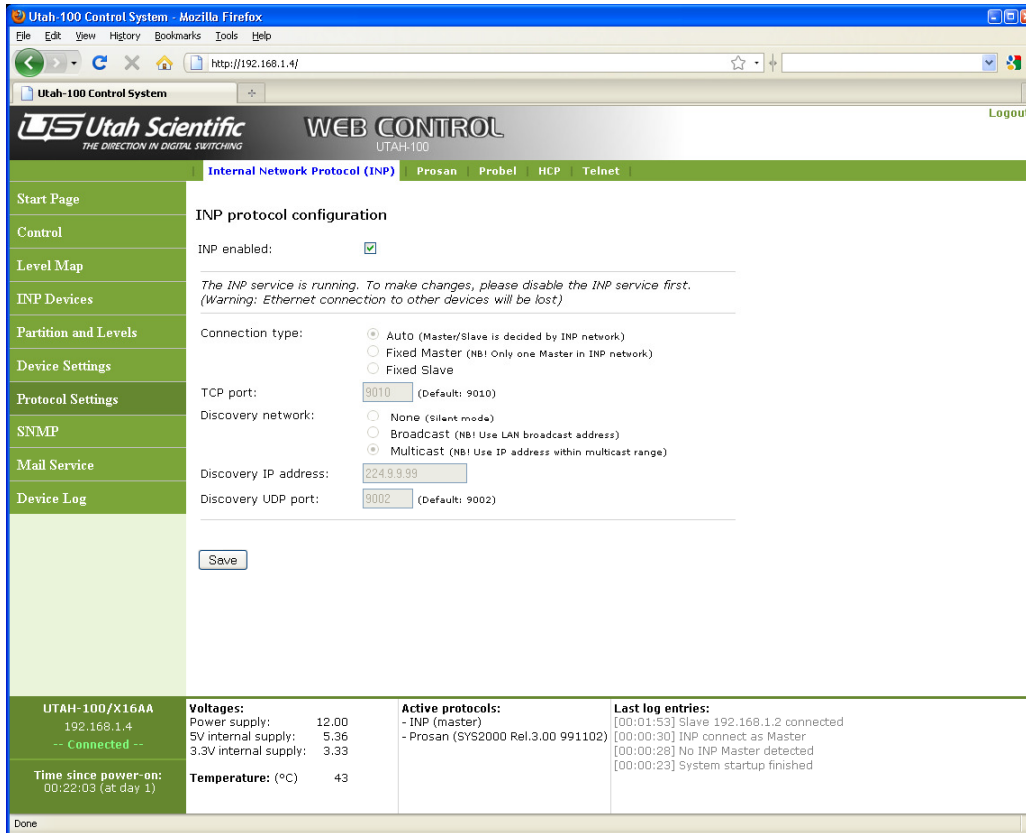 Utah-100 Control System - Mozilla Firefox
File Edit View History Bookmarks Tools Help
http://192.168.1.4/
Utah-100 Control System
Logout
US Utah Scientific
THE DIRECTION IN DIGITAL SWITCHING
WEB CONTROL
UTAH-100
| Internal Network Protocol (INP) | Prosan | Probel | HCP | Telnet |
Start Page
Control
Level Map
INP Devices
Partition and Levels
Device Settings
Protocol Settings
SNMP
Mail Service
Device Log
INP protocol configuration
INP enabled:
The INP service is running. To make changes, please disable the INP service first.
(Warning: Ethernet connection to other devices will be lost)
Connection type:
Auto (Master/Slave is decided by INP network)
Fixed Master (NB! Only one Master in INP network)
Fixed Slave
TCP port: 9010 (Default: 9010)
Discovery network:
None (Silent mode)
Broadcast (NB! Use LAN broadcast address)
Multicast (NB! Use IP address within multicast range)
Discovery IP address: 224.9.9.99
Discovery UDP port: 9002 (Default: 9002)
Save
UTAH-100/X16AA
192.168.1.4
-- Connected --
Time since power-on:
00:22:03 (at day 1)
Voltages:
Power supply: 12.00
5V internal supply: 5.36
3.3V internal supply: 3.33
Temperature: (°C) 43
Active protocols:
- INP (master)
- Prosan (SYS2000 Rel.3.00 991102)
Last log entries:
[00:01:53] Slave 192.168.1.2 connected
[00:00:30] INP connect as Master
[00:00:28] No INP Master detected
[00:00:23] System startup finished
Done